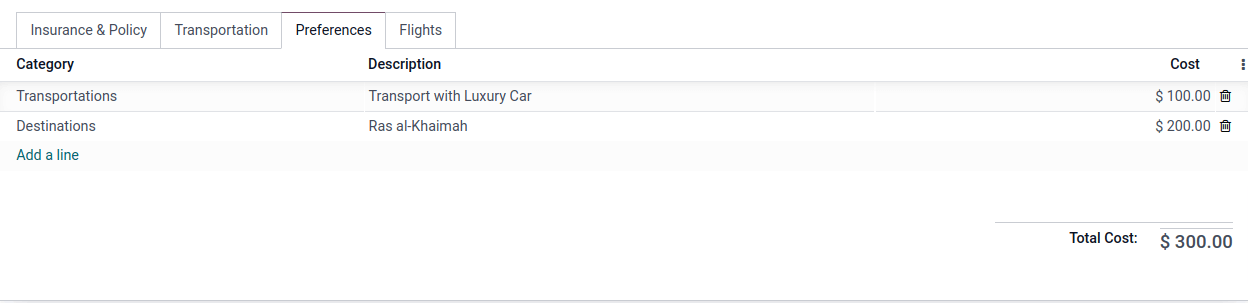 Insurance & Policy Transportation Preferences Flights
Category Description Cost
Transportations Transport with Luxury Car $ 100.00
Destinations Ras al-Khaimah $ 200.00
Add a line
Total Cost: $ 300.00